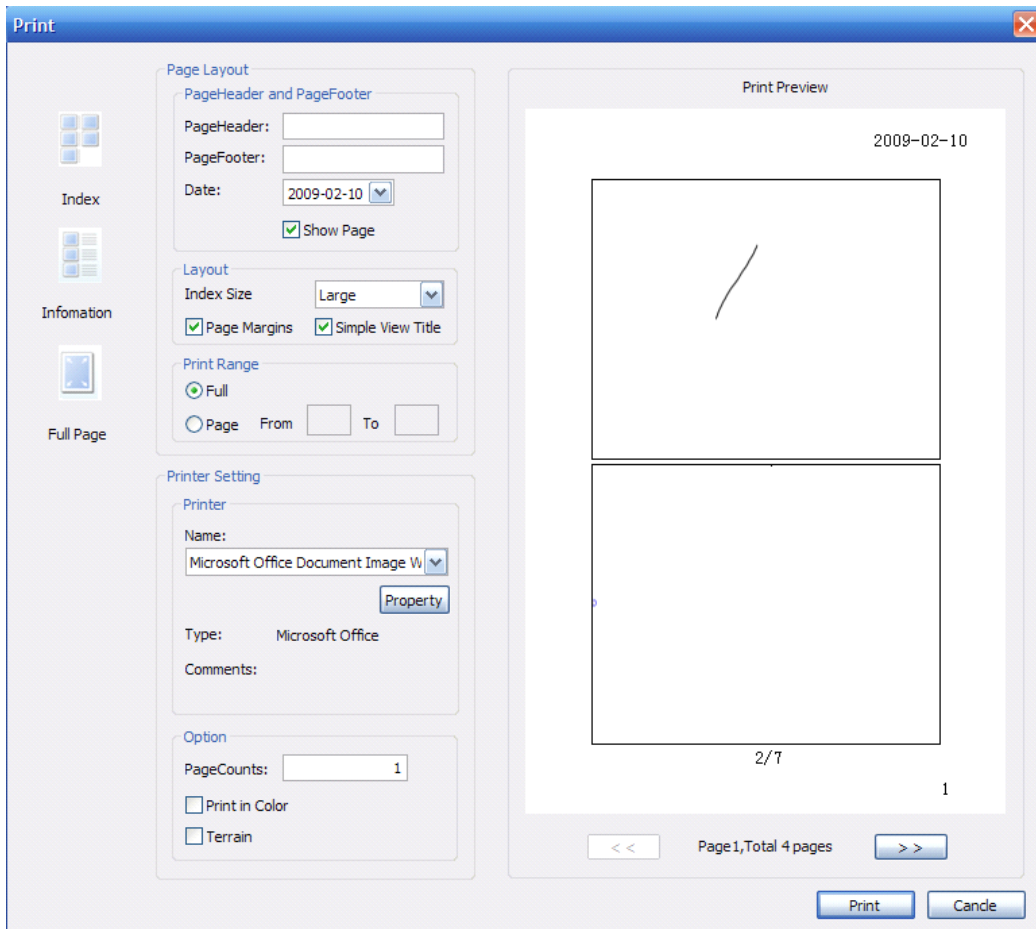 Print
Index
Infomation
Full Page
Page Layout
PageHeader and PageFooter
PageHeader:
PageFooter:
Date: 2009-02-10
Show Page
Layout
Index Size Large
Page Margins Simple View Title
Print Range
Full
Page From To
Printer Setting
Printer
Name:
Microsoft Office Document Image W
Property
Type: Microsoft Office
Comments:
Option
PageCounts: 1
Print in Color
Terrain
Print Preview
2009-02-10
2/7
1
<< Page1,Total 4 pages >>
Print Cancle